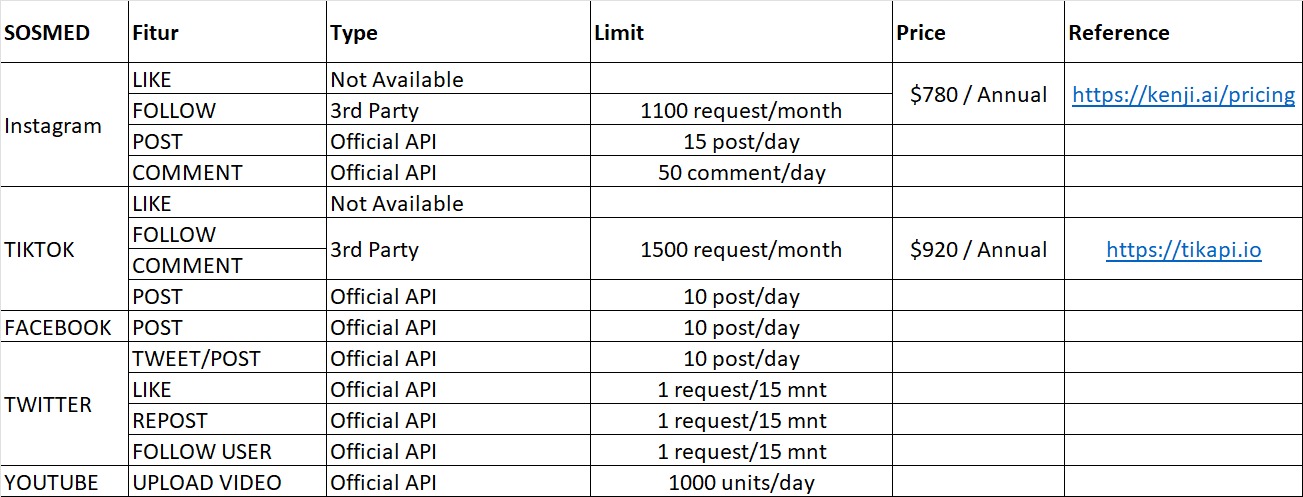 SOSMED Fitur Type Limit Price Reference
Instagram LIKE Not Available $780 / Annual https://kenji.ai/pricing
FOLLOW 3rd Party 1100 request/month
POST Official API 15 post/day
COMMENT Official API 50 comment/day
TIKTOK LIKE Not Available
FOLLOW 3rd Party 1500 request/month $920 / Annual https://tikapi.io
COMMENT
POST Official API 10 post/day
FACEBOOK POST Official API 10 post/day
TWITTER TWEET/POST Official API 10 post/day
LIKE Official API 1 request/15 mnt
REPOST Official API 1 request/15 mnt
FOLLOW USER Official API 1 request/15 mnt
YOUTUBE UPLOAD VIDEO Official API 1000 units/day